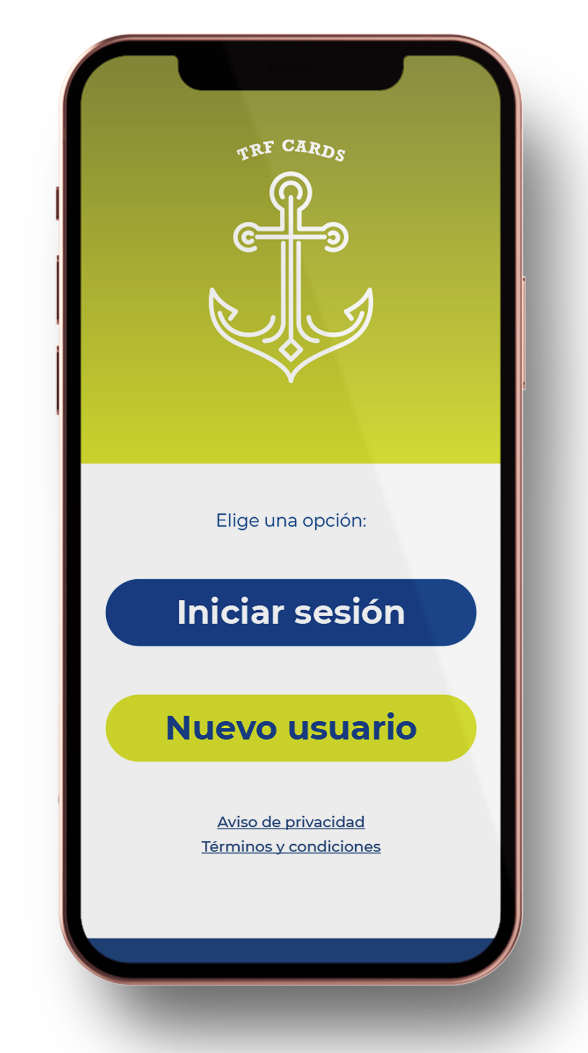 TRF CARDS
Elige una opción:
Iniciar sesión
Nuevo usuario
Aviso de privacidad
Términos y condiciones